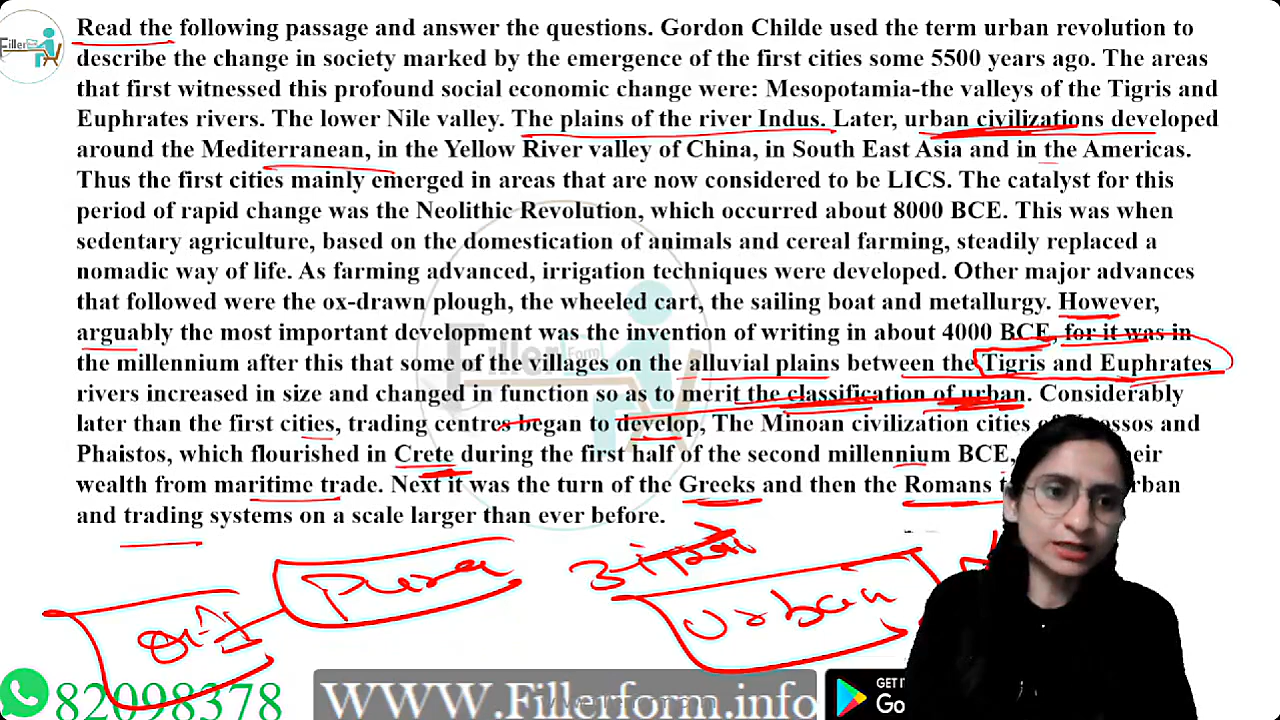 Read the following passage and answer the questions. Gordon Childe used the term urban revolution to
describe the change in society marked by the emergence of the first cities some 5500 years ago. The areas
that first witnessed this profound social economic change were: Mesopotamia-the valleys of the Tigris and
Euphrates rivers. The lower Nile valley. The plains of the river Indus. Later, urban civilizations developed
around the Mediterranean, in the Yellow River valley of China, in South East Asia and in the Americas.
Thus the first cities mainly emerged in areas that are now considered to be LICS. The catalyst for this
period of rapid change was the Neolithic Revolution, which occurred about 8000 BCE. This was when
sedentary agriculture, based on the domestication of animals and cereal farming, steadily replaced a
nomadic way of life. As farming advanced, irrigation techniques were developed. Other major advances
that followed were the ox-drawn plough, the wheeled cart, the sailing boat and metallurgy. However,
arguably the most important development was the invention of writing in about 4000 BCE, for it was in
the millennium after this that some of the villages on the alluvial plains between the Tigris and Euphrates
rivers increased in size and changed in function so as to merit the classification of urban. Considerably
later than the first cities, trading centres began to develop, The Minoan civilization cities and
Phaistos, which flourished in Crete during the first half of the second millennium BCE,
wealth from maritime trade. Next it was the turn of the Greeks and then the Romans
and trading systems on a scale larger than ever before.
Urban
82098378
WWW.Fillerform.info
GET
Go
Filler